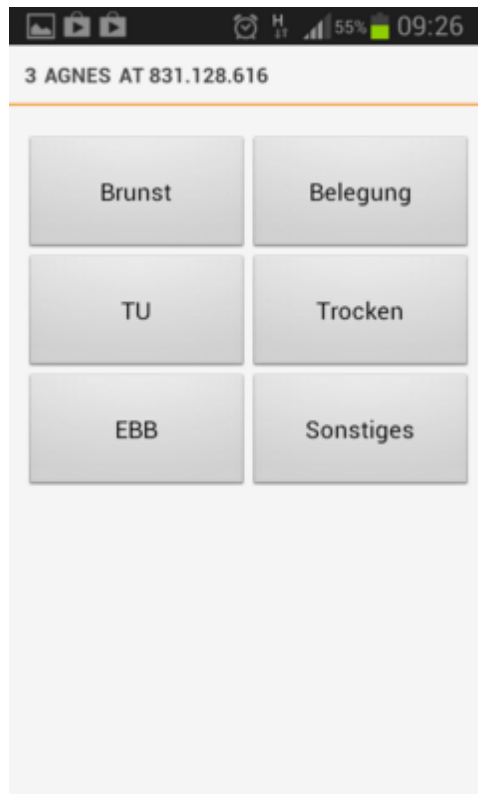 H
55% 09:26
3 AGNES AT 831.128.616
Brunst Belegung
TU Trocken
EBB Sonstiges